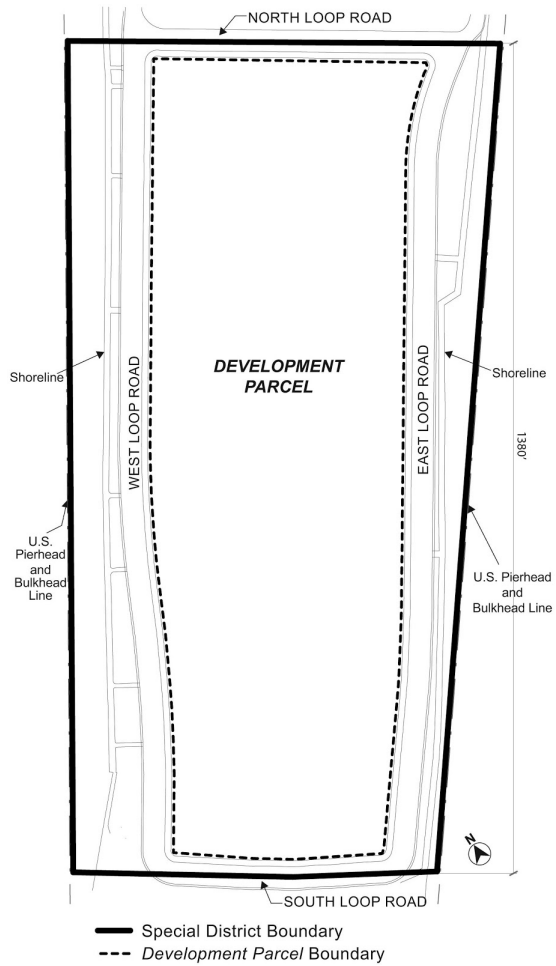 NORTH LOOP ROAD
DEVELOPMENT
PARCEL
WEST LOOP ROAD
EAST LOOP ROAD
Shoreline
Shoreline
1380'
U.S.
Pierhead
and
Bulkhead
Line
U.S. Pierhead
and
Bulkhead Line
N
SOUTH LOOP ROAD
Special District Boundary
Development Parcel Boundary